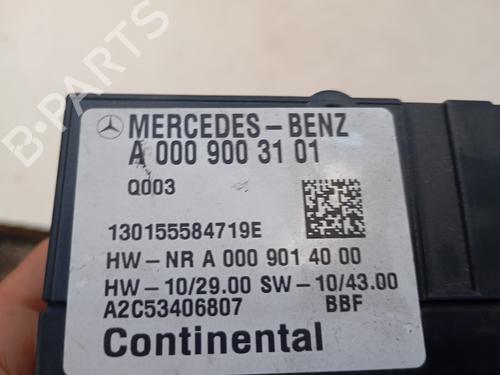 B-PARTS
MERCEDES-BENZ
A 000 900 31 01
Q003
130155584719E
HW-NR A 000 901 40 00
HW-10/29.00 SW-10/43.00
A2C53406807 BBF
Continental